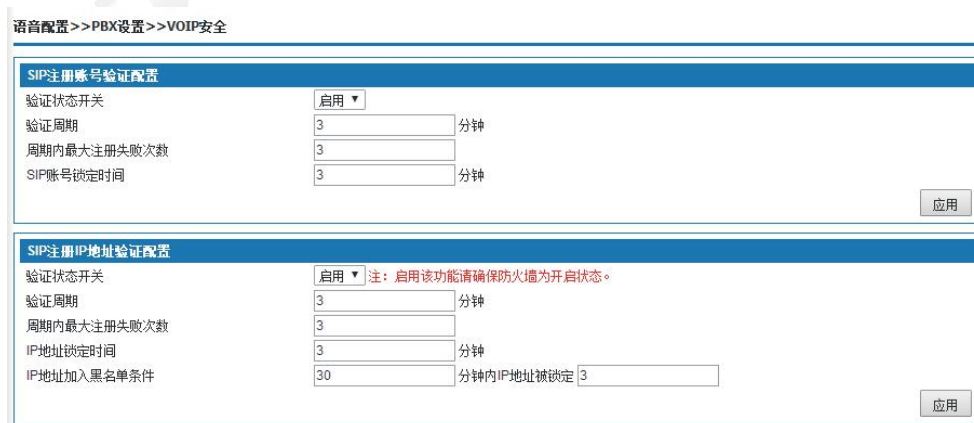 语音配置>>PBX设置>>VOIP安全
SIP注册账号验证配置
验证状态开关 启用
验证周期 3 分钟
周期内最大注册失败次数 3
SIP账号锁定时间 3 分钟
应用
SIP注册IP地址验证配置
验证状态开关 启用 注：启用该功能请确保防火墙为开启状态。
验证周期 3 分钟
周期内最大注册失败次数 3
IP地址锁定时间 3 分钟
IP地址加入黑名单条件 30 分钟内IP地址被锁定 3
应用